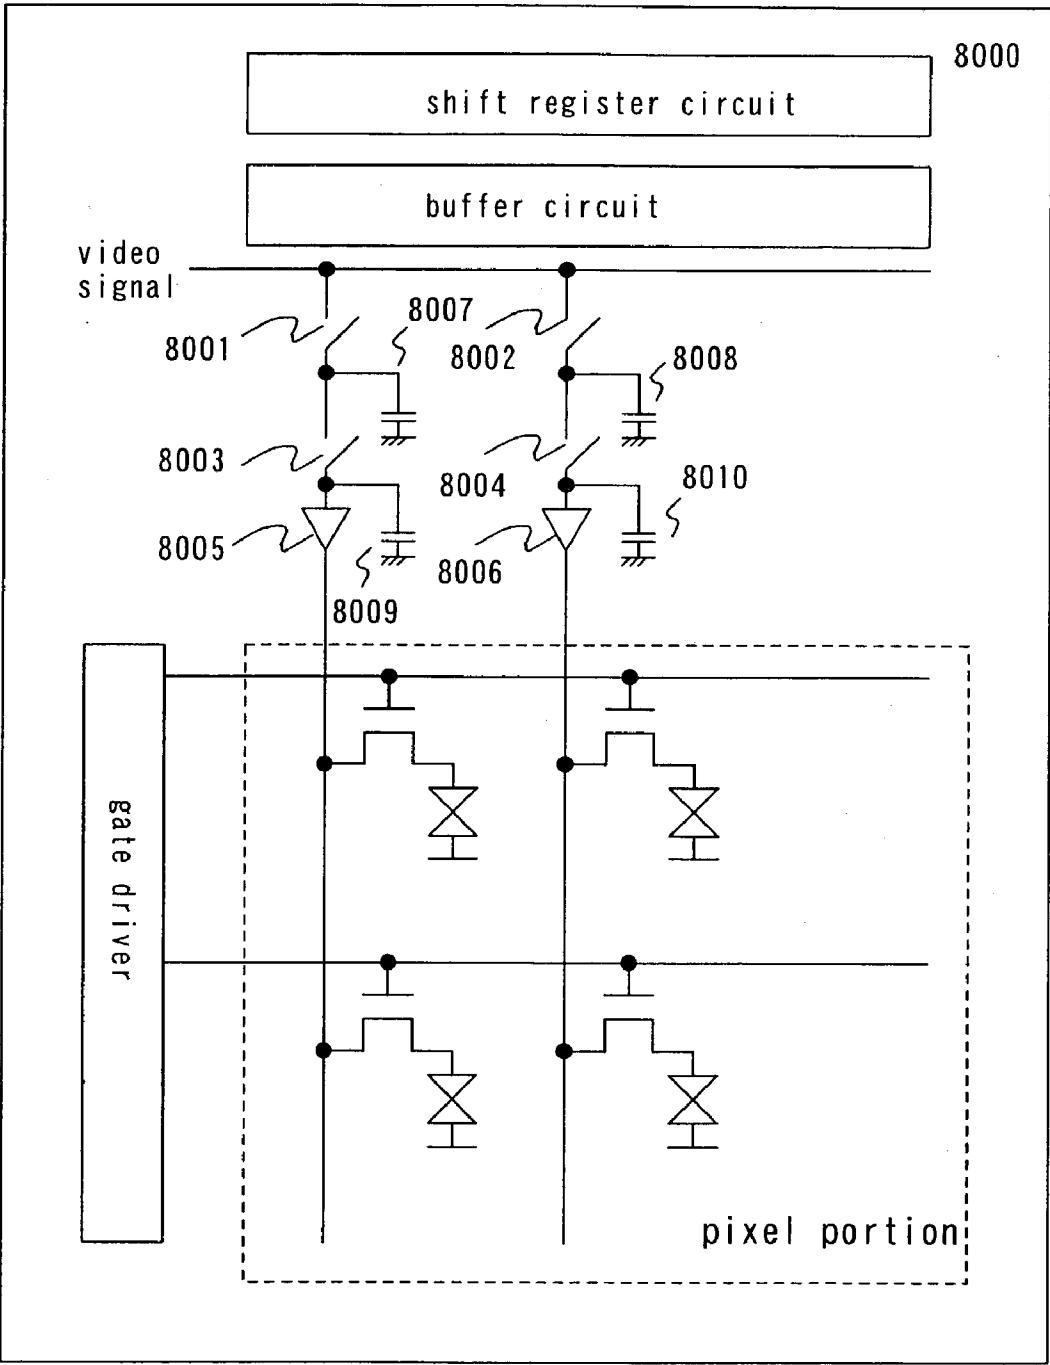 8000
shift register circuit
buffer circuit
video
signal
8007
8001
8002
8008
8003
8004
8010
8005
8006
8009
gate driver
pixel portion